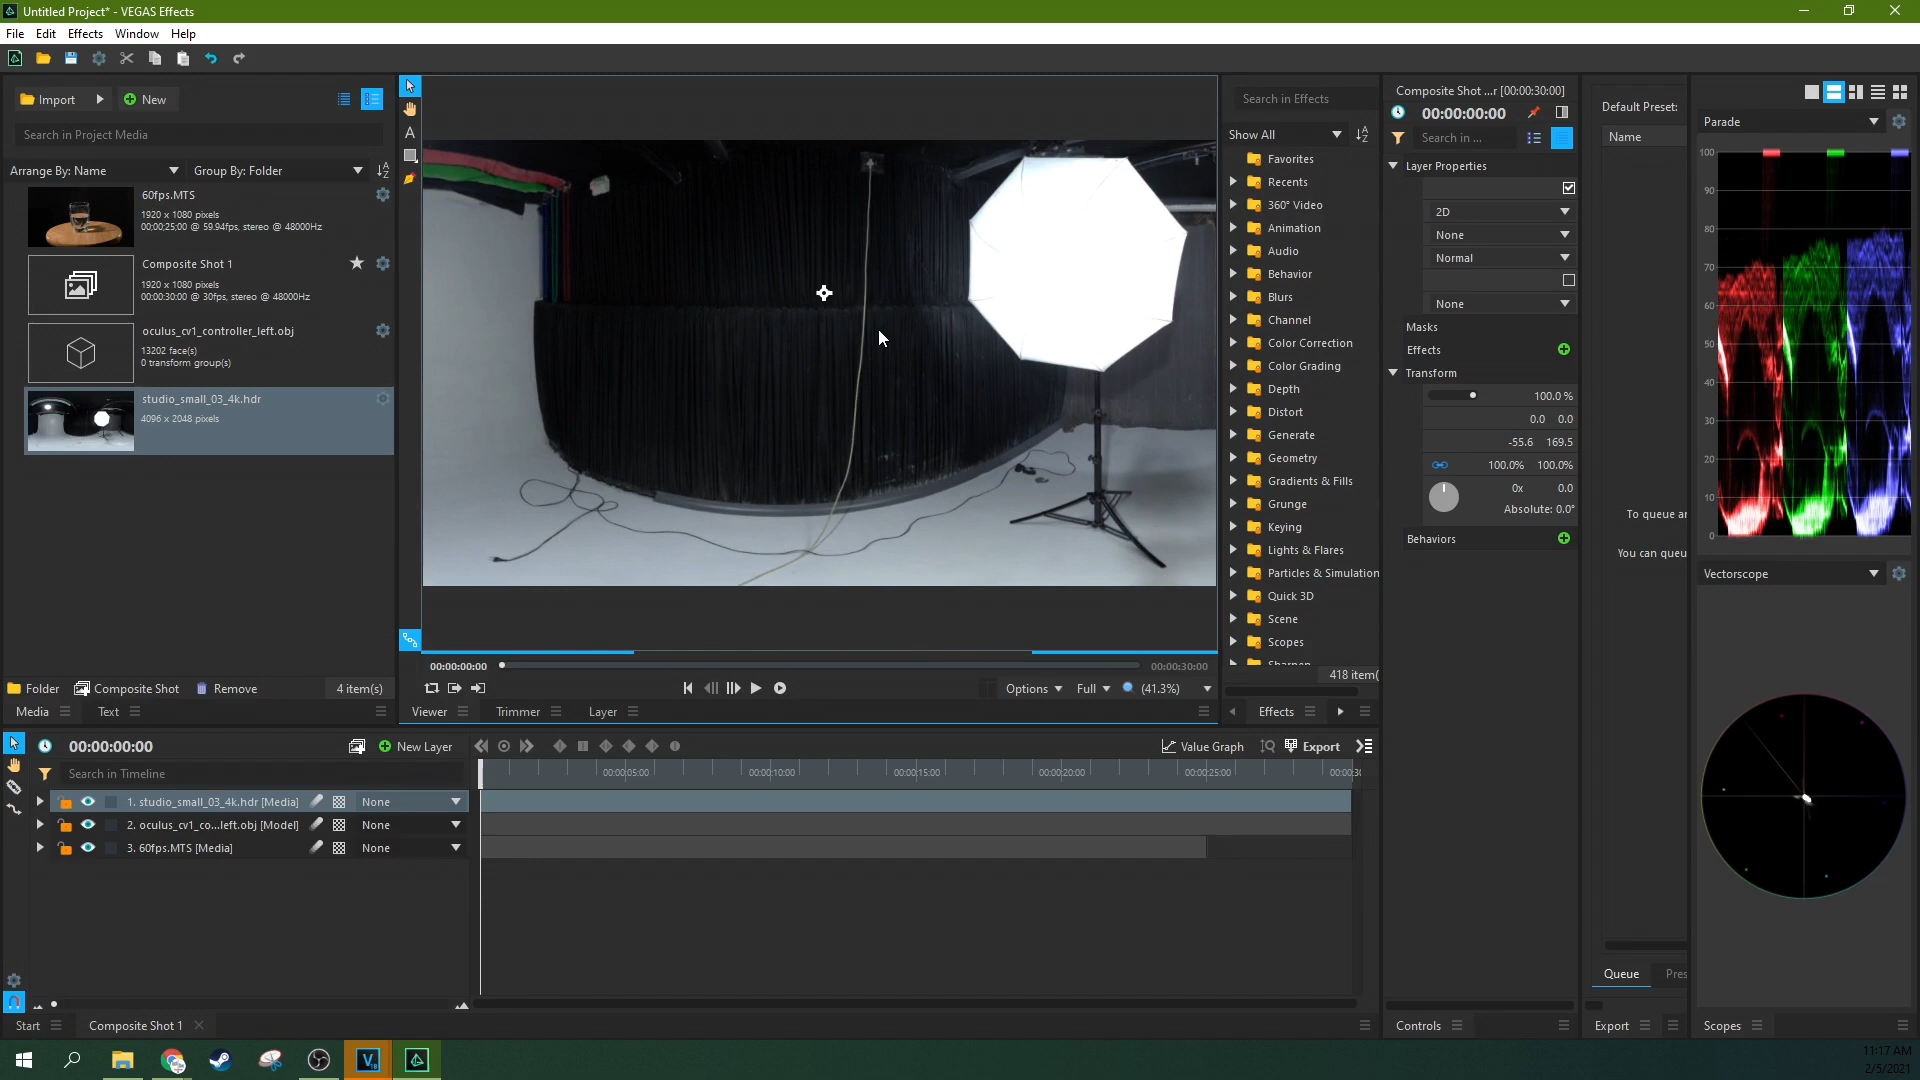 Untitled Project* - VEGAS Effects
File Edit Effects Window Help
Import New
Search in Project Media
Arrange By: Name Group By: Folder
60fps.MTS
1920 x 1080 pixels
00:00;25;00 @ 59.94fps, stereo @ 48000Hz
Composite Shot 1
1920 x 1080 pixels
00:00:30:00 @ 30fps, stereo @ 48000Hz
oculus_cv1_controller_left.obj
13202 face(s)
0 transform group(s)
studio_small_03_4k.hdr
4096 x 2048 pixels
Folder Composite Shot Remove 4 item(s)
Media Text
00:00:00:00 00:00:30:00
Options Full (41.3%)
Viewer Trimmer Layer
Search in Effects
Show All
Favorites
Recents
360° Video
Animation
Audio
Behavior
Blurs
Channel
Color Correction
Color Grading
Depth
Distort
Generate
Geometry
Gradients & Fills
Grunge
Keying
Lights & Flares
Particles & Simulation
Quick 3D
Scene
Scopes
418 item(
Effects
Composite Shot ...r [00:00:30:00]
00:00:00:00
Search in ...
Layer Properties
2D
None
Normal
None
Masks
Effects
Transform
100.0 %
0.0 0.0
-55.6 169.5
100.0% 100.0%
0x 0.0
Absolute: 0.0°
Behaviors
Controls
Default Preset:
Name
To queue an
You can queu
Queue Pres
Export
Parade
100
90
80
70
60
50
40
30
20
10
0
Vectorscope
Scopes
00:00:00:00 New Layer Value Graph Export
Search in Timeline
00:00:05:00 00:00:10:00 00:00:15:00 00:00:20:00 00:00:25:00 00:00:30
1. studio_small_03_4k.hdr [Media] None
2. oculus_cv1_co...left.obj [Model] None
3. 60fps.MTS [Media] None
Start Composite Shot 1
11:17 AM
2/5/2021